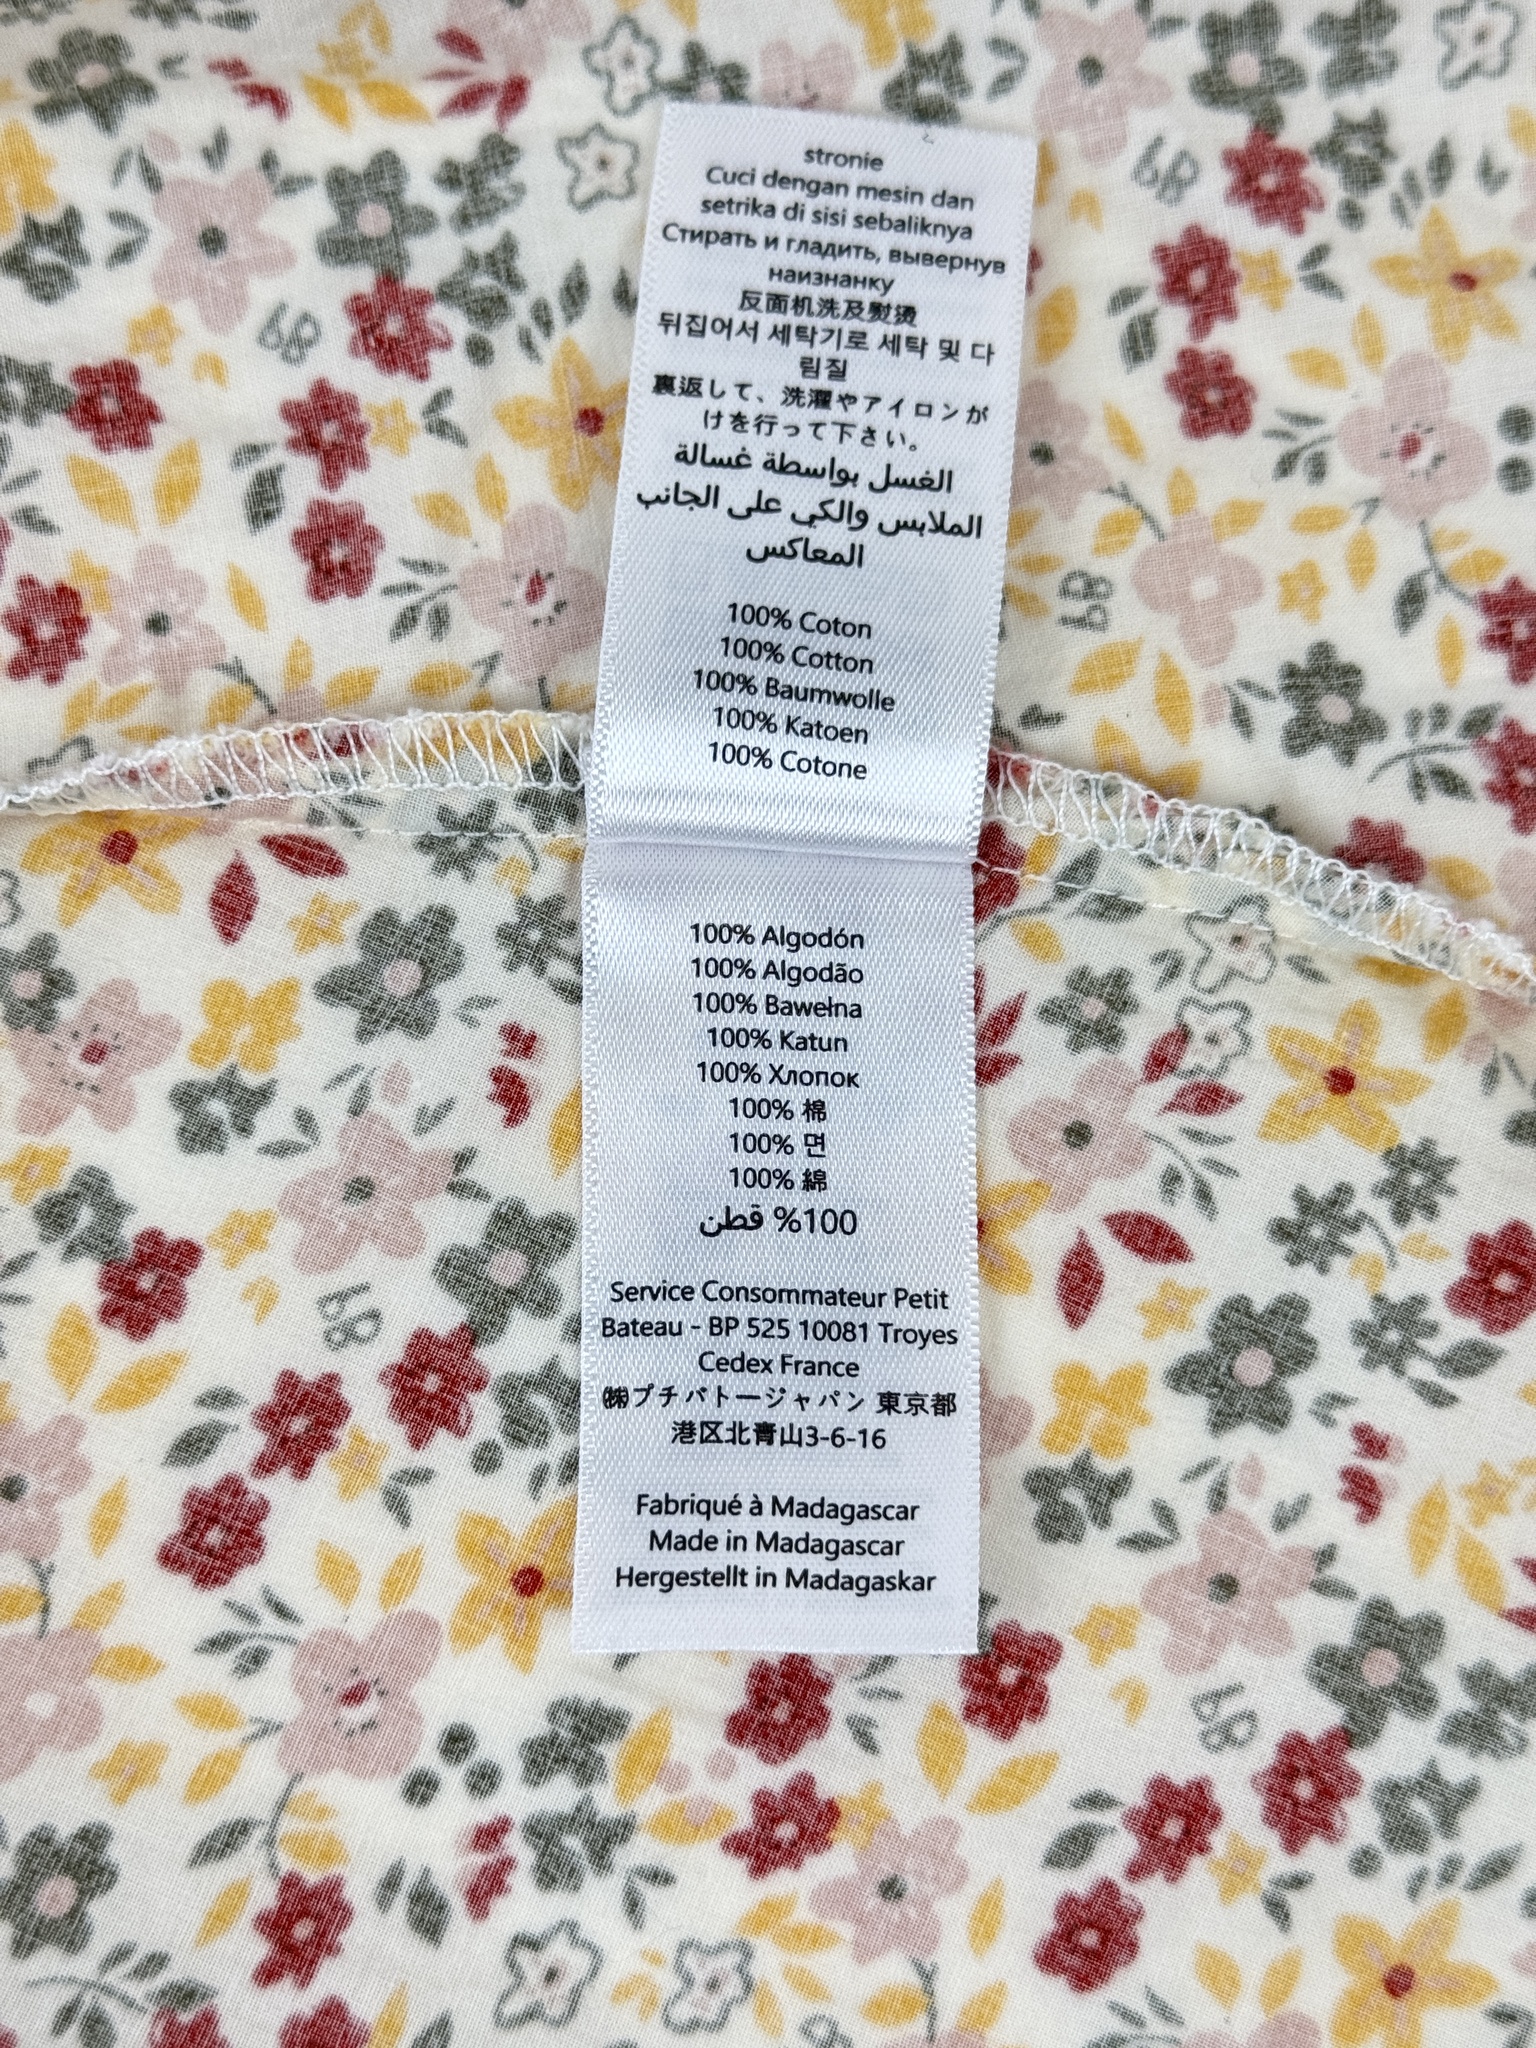 stronie
Cuci dengan mesin dan
setrika di sisi sebaliknya
Стирать и гладить, вывернув
наизнанку
反面机洗及熨烫
뒤집어서 세탁기로 세탁 및 다
림질
裏返して、洗濯やアイロンが
けを行って下さい。
الغسل بواسطة غسالة
الملابس والكي على الجانب
المعاكس
100% Coton
100% Cotton
100% Baumwolle
100% Katoen
100% Cotone
100% Algodón
100% Algodão
100% Bawełna
100% Katun
100% Хлопок
100% 棉
100% 면
100% 綿
100% قطن
Service Consommateur Petit
Bateau - BP 525 10081 Troyes
Cedex France
㈱プチバトージャパン 東京都
港区北青山3-6-16
Fabriqué à Madagascar
Made in Madagascar
Hergestellt in Madagaskar